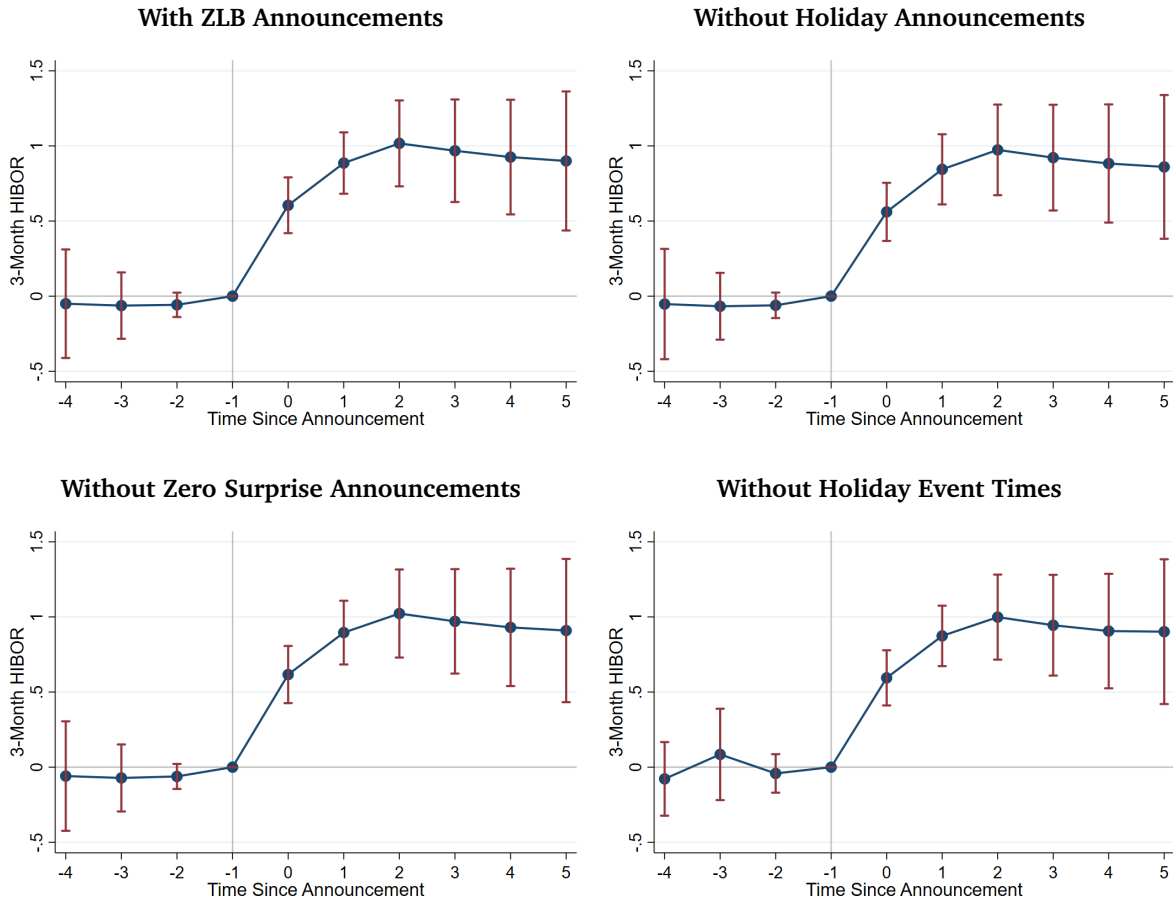 With ZLB Announcements
1.5
1
.5
0
-.5
3-Month HIBOR
-4 -3 -2 -1 0 1 2 3 4 5
Time Since Announcement
Without Holiday Announcements
1.5
1
.5
0
-.5
3-Month HIBOR
-4 -3 -2 -1 0 1 2 3 4 5
Time Since Announcement
Without Zero Surprise Announcements
1.5
1
.5
0
-.5
3-Month HIBOR
-4 -3 -2 -1 0 1 2 3 4 5
Time Since Announcement
Without Holiday Event Times
1.5
1
.5
0
-.5
3-Month HIBOR
-4 -3 -2 -1 0 1 2 3 4 5
Time Since Announcement